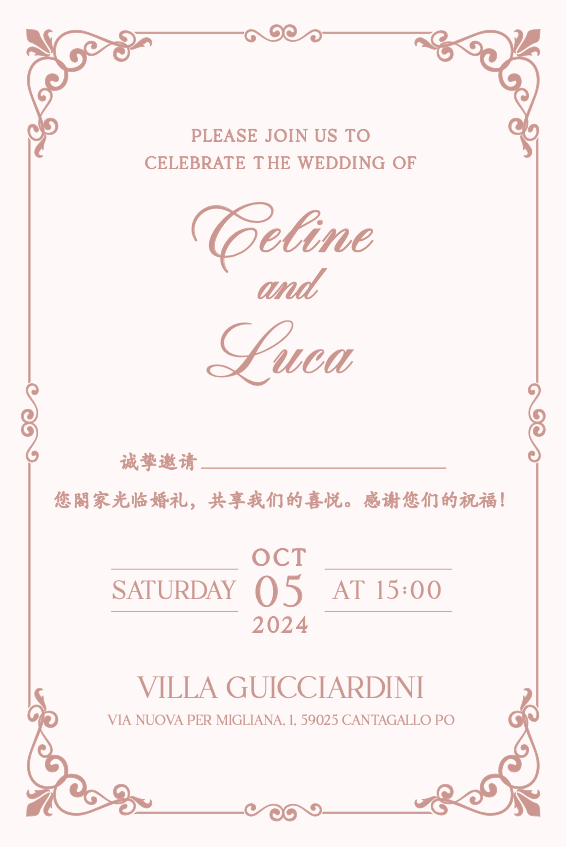 PLEASE JOIN US TO
CELEBRATE THE WEDDING OF
Celine
and
Luca
诚挚邀请
您閤家光临婚礼，共享我们的喜悦。感谢您们的祝福！
OCT
SATURDAY 05 AT 15:00
2024
VILLA GUICCIARDINI
VIA NUOVA PER MIGLIANA, 1, 59025 CANTAGALLO PO